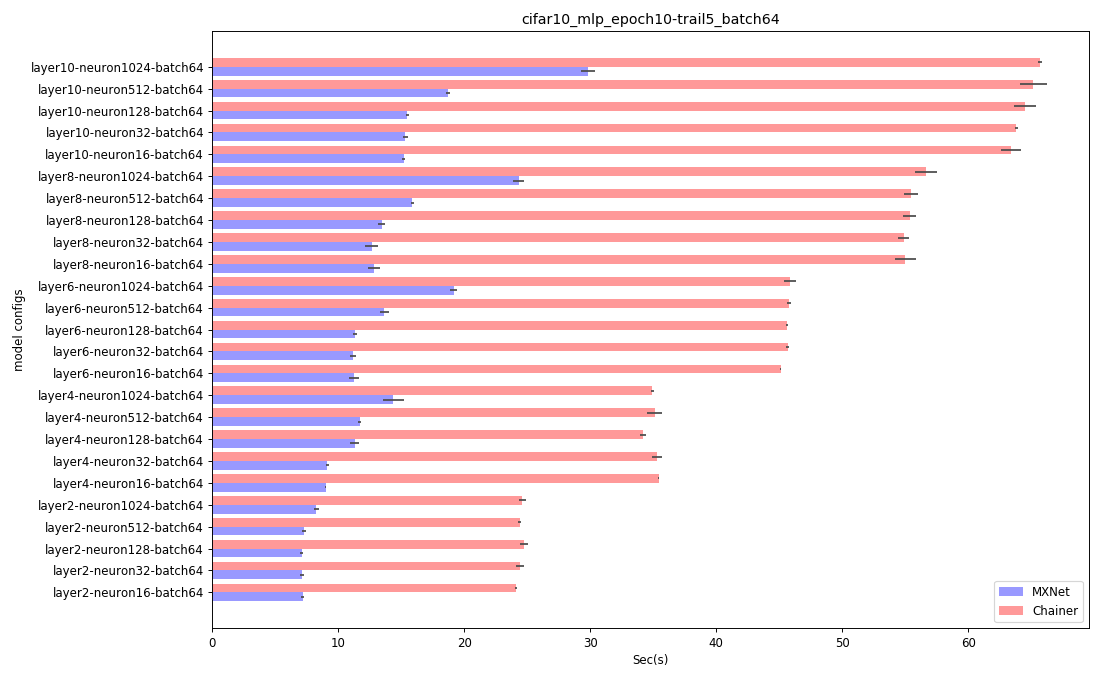 cifar10_mlp_epoch10-trail5_batch64
layer10-neuron1024-batch64
layer10-neuron512-batch64
layer10-neuron128-batch64
layer10-neuron32-batch64
layer10-neuron16-batch64
layer8-neuron1024-batch64
layer8-neuron512-batch64
layer8-neuron128-batch64
layer8-neuron32-batch64
layer8-neuron16-batch64
layer6-neuron1024-batch64
layer6-neuron512-batch64
layer6-neuron128-batch64
layer6-neuron32-batch64
layer6-neuron16-batch64
layer4-neuron1024-batch64
layer4-neuron512-batch64
layer4-neuron128-batch64
layer4-neuron32-batch64
layer4-neuron16-batch64
layer2-neuron1024-batch64
layer2-neuron512-batch64
layer2-neuron128-batch64
layer2-neuron32-batch64
layer2-neuron16-batch64
model configs
MXNet
Chainer
0 10 20 30 40 50 60
Sec(s)